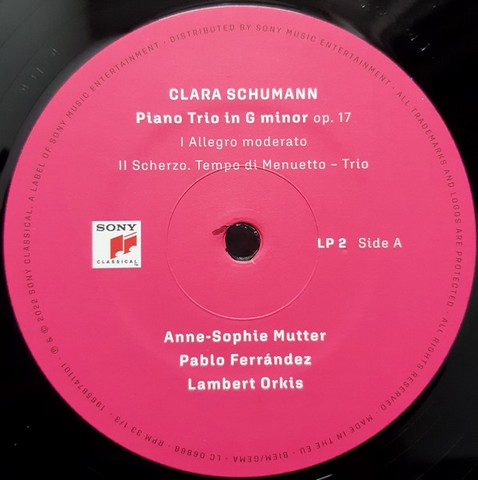 CLARA SCHUMANN
Piano Trio in G minor op. 17
I Allegro moderato
II Scherzo. Tempo di Menuetto – Trio
SONY
CLASSICAL
LP 2 Side A
Anne-Sophie Mutter
Pablo Ferrández
Lambert Orkis
℗ & © 2022 SONY CLASSICAL, A LABEL OF SONY MUSIC ENTERTAINMENT · DISTRIBUTED BY SONY MUSIC ENTERTAINMENT · ALL TRADEMARKS AND LOGOS ARE PROTECTED · ALL RIGHTS RESERVED · MADE IN THE EU · BIEM/GEMA · LC 06868 · RPM 33 1/3 · 19658741101